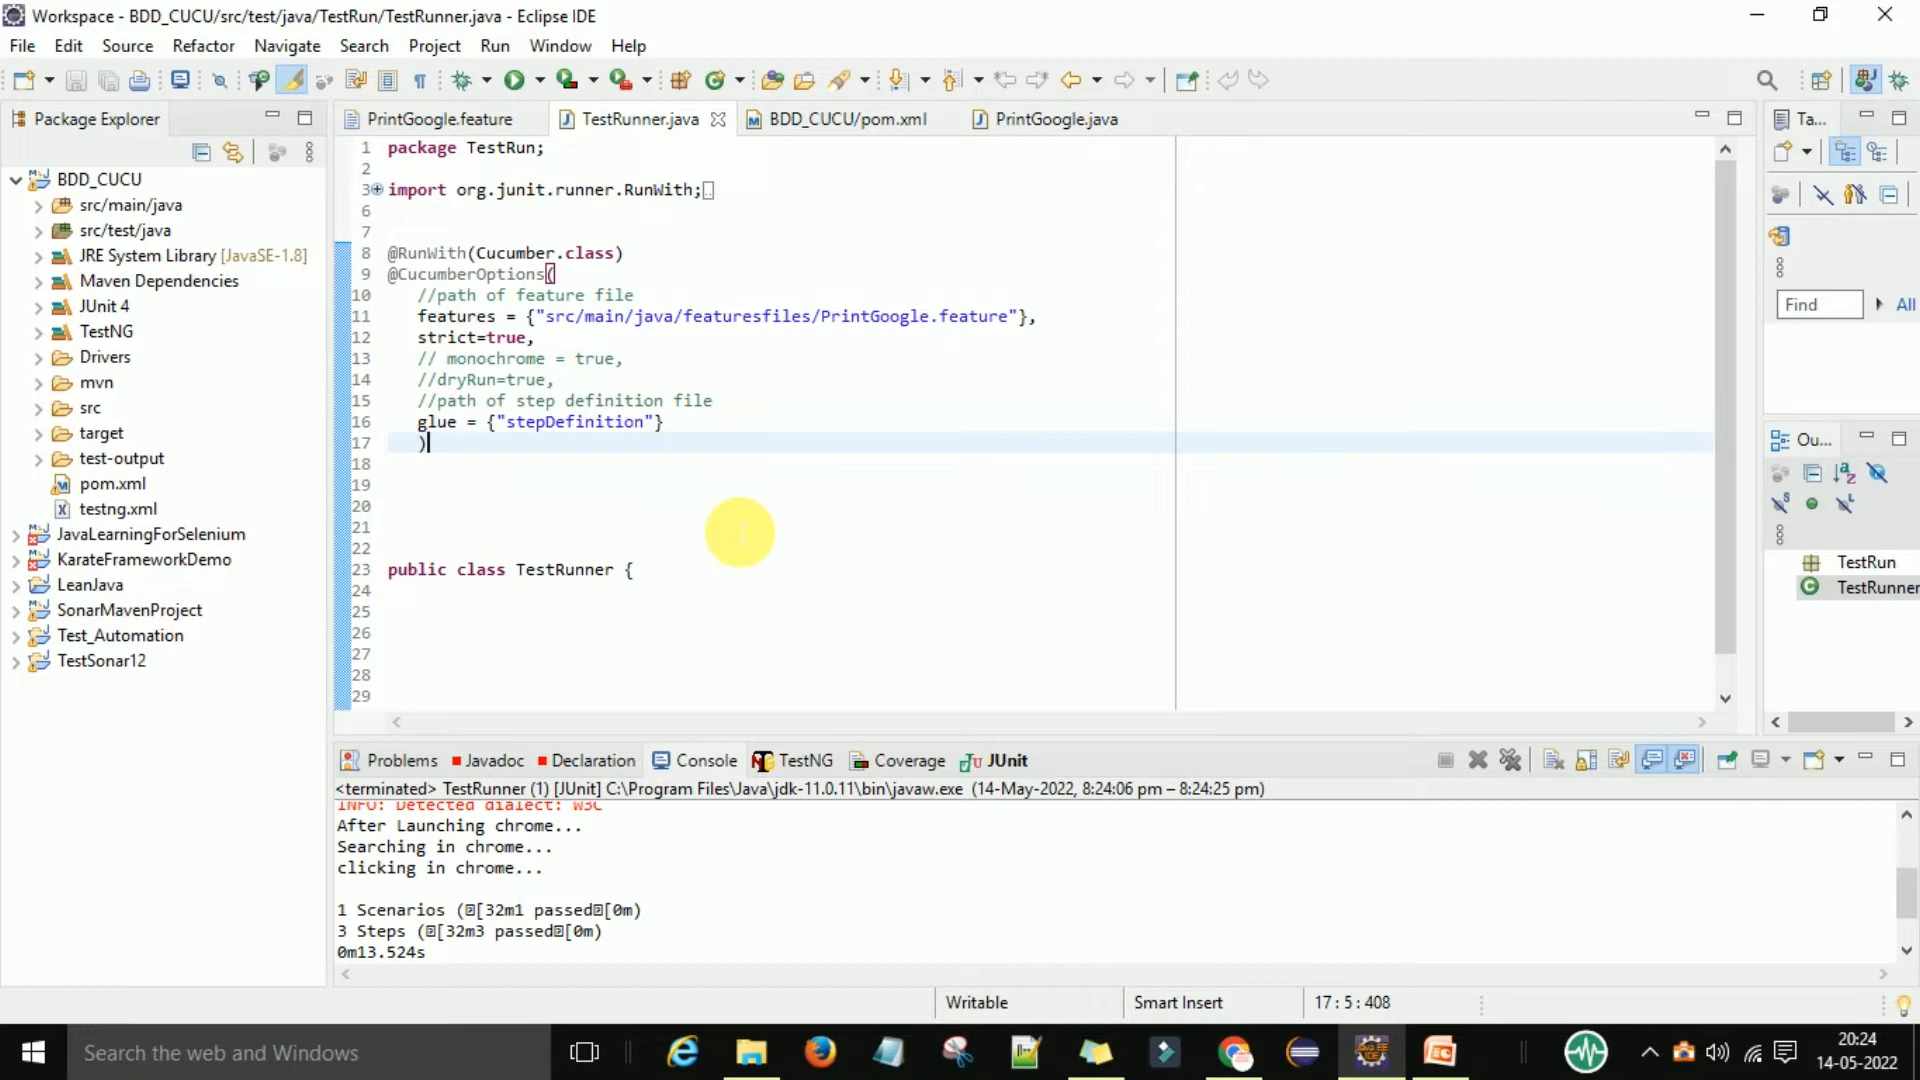 Workspace - BDD_CUCU/src/test/java/TestRun/TestRunner.java - Eclipse IDE
File Edit Source Refactor Navigate Search Project Run Window Help
Package Explorer
PrintGoogle.feature TestRunner.java BDD_CUCU/pom.xml PrintGoogle.java
BDD_CUCU
src/main/java
src/test/java
JRE System Library [JavaSE-1.8]
Maven Dependencies
JUnit 4
TestNG
Drivers
mvn
src
target
test-output
pom.xml
testng.xml
JavaLearningForSelenium
KarateFrameworkDemo
LeanJava
SonarMavenProject
Test_Automation
TestSonar12
1 package TestRun;
2
3 import org.junit.runner.RunWith;
6
7
8 @RunWith(Cucumber.class)
9 @CucumberOptions(
10 //path of feature file
11 features = {"src/main/java/featuresfiles/PrintGoogle.feature"},
12 strict=true,
13 // monochrome = true,
14 //dryRun=true,
15 //path of step definition file
16 glue = {"stepDefinition"}
17 )
18
19
20
21
22
23 public class TestRunner {
24
25
26
27
28
29
Ta...
Find All
Ou...
TestRun
TestRunner
Problems Javadoc Declaration Console TestNG Coverage JUnit
<terminated> TestRunner (1) [JUnit] C:\Program Files\Java\jdk-11.0.11\bin\javaw.exe (14-May-2022, 8:24:06 pm – 8:24:25 pm)
INFO: Detected dialect: W3C
After Launching chrome...
Searching in chrome...
clicking in chrome...
1 Scenarios ([32m1 passed[0m)
3 Steps ([32m3 passed[0m)
0m13.524s
Writable Smart Insert 17 : 5 : 408
Search the web and Windows
20:24
14-05-2022